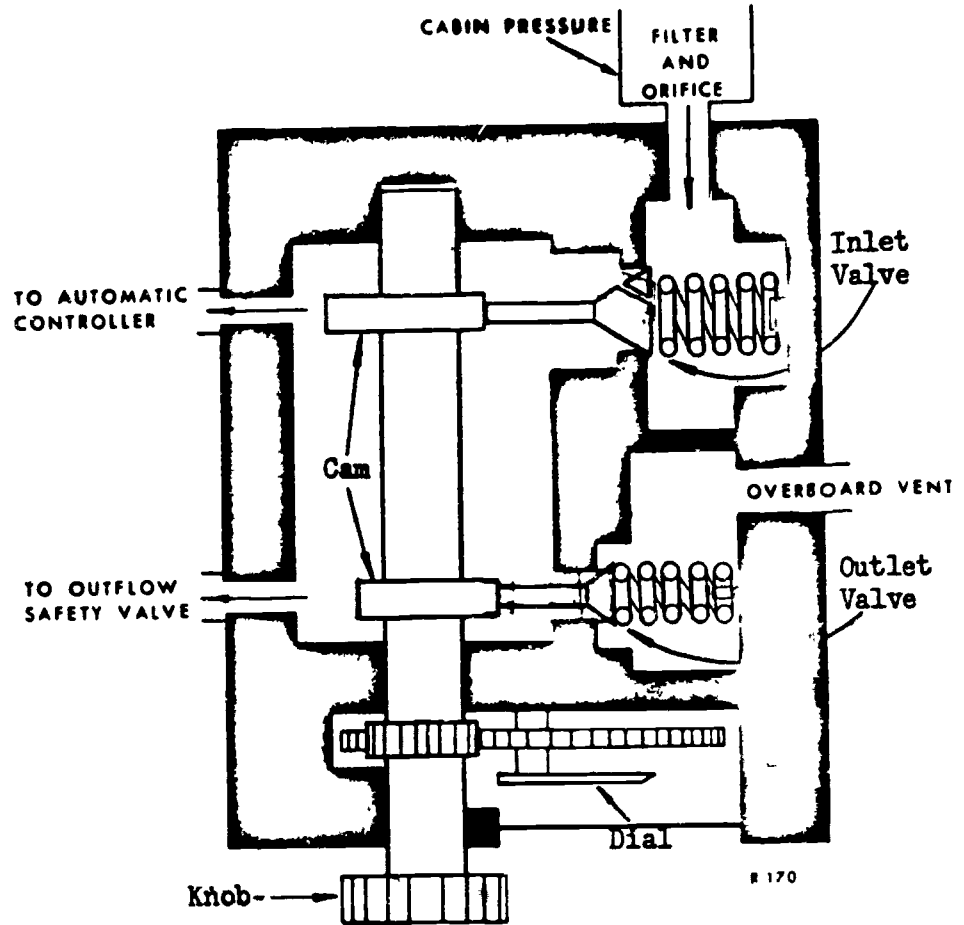 CABIN PRESSURE
FILTER
AND
ORIFICE
Inlet
Valve
TO AUTOMATIC
CONTROLLER
Cam
OVERBOARD VENT
TO OUTFLOW
SAFETY VALVE
Outlet
Valve
Dial
R 170
Knob-